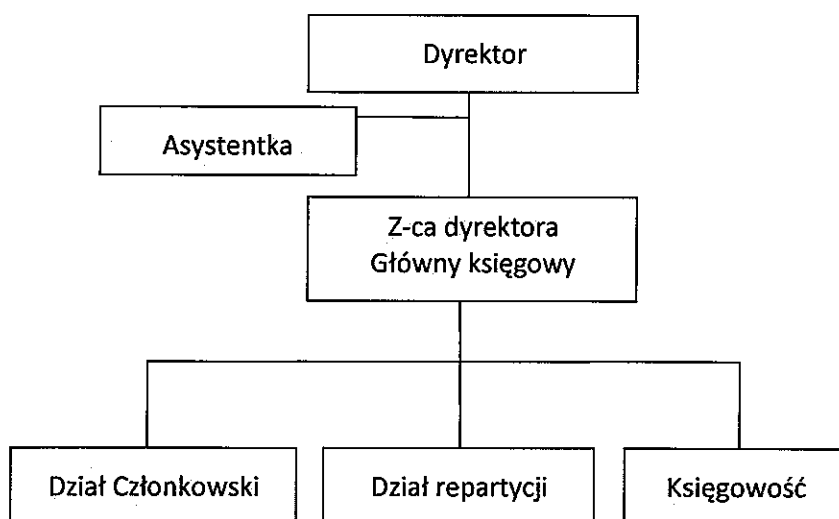 Dyrektor
Asystentka
Z-ca dyrektora
Główny księgowy
Dział Członkowski
Dział repartycji
Księgowość